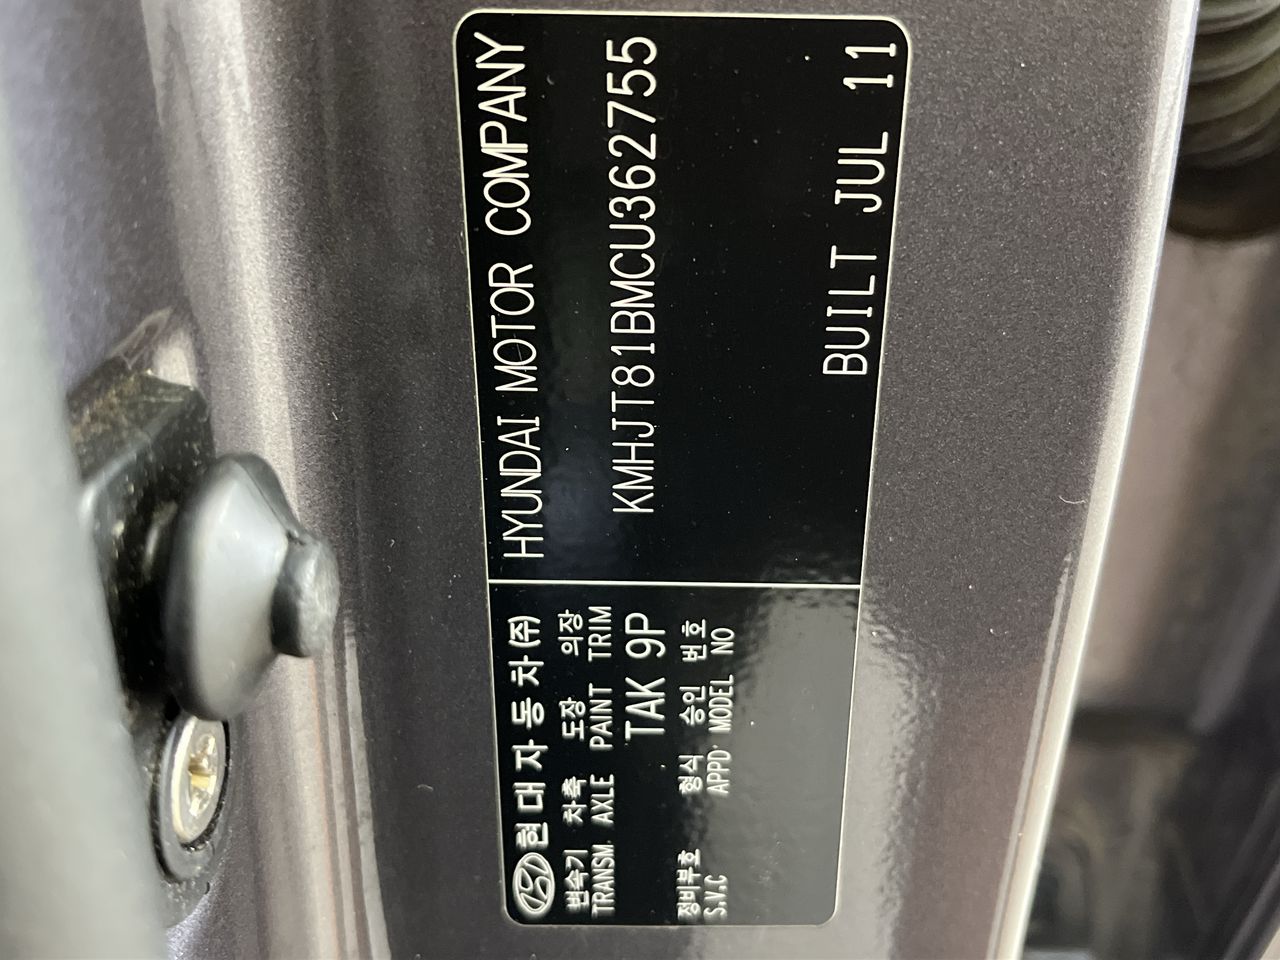 현대자동차(주) HYUNDAI MOTOR COMPANY
변속기 차축 도장 의장
TRANSM. AXLE PAINT TRIM
TAK 9P
KMHJT81BMCU362755
정비부호 형식 승인 번호
S.V.C APPD' MODEL NO
BUILT JUL 11